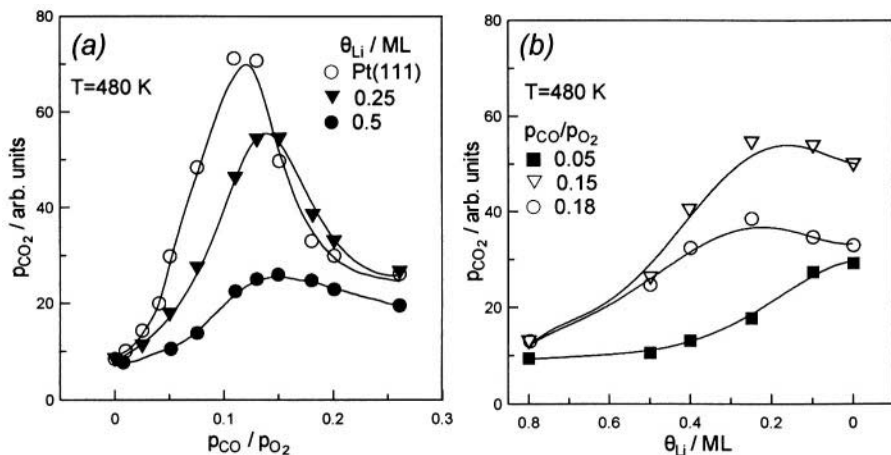 (a)
T=480 K
θLi / ML
Pt(111)
0.25
0.5
80
60
40
20
0
pCO2 / arb. units
0
0.1
0.2
0.3
pCO / pO2
(b)
T=480 K
pCO/pO2
0.05
0.15
0.18
80
60
40
20
0
pCO2 / arb. units
0.8
0.6
0.4
0.2
0
θLi / ML